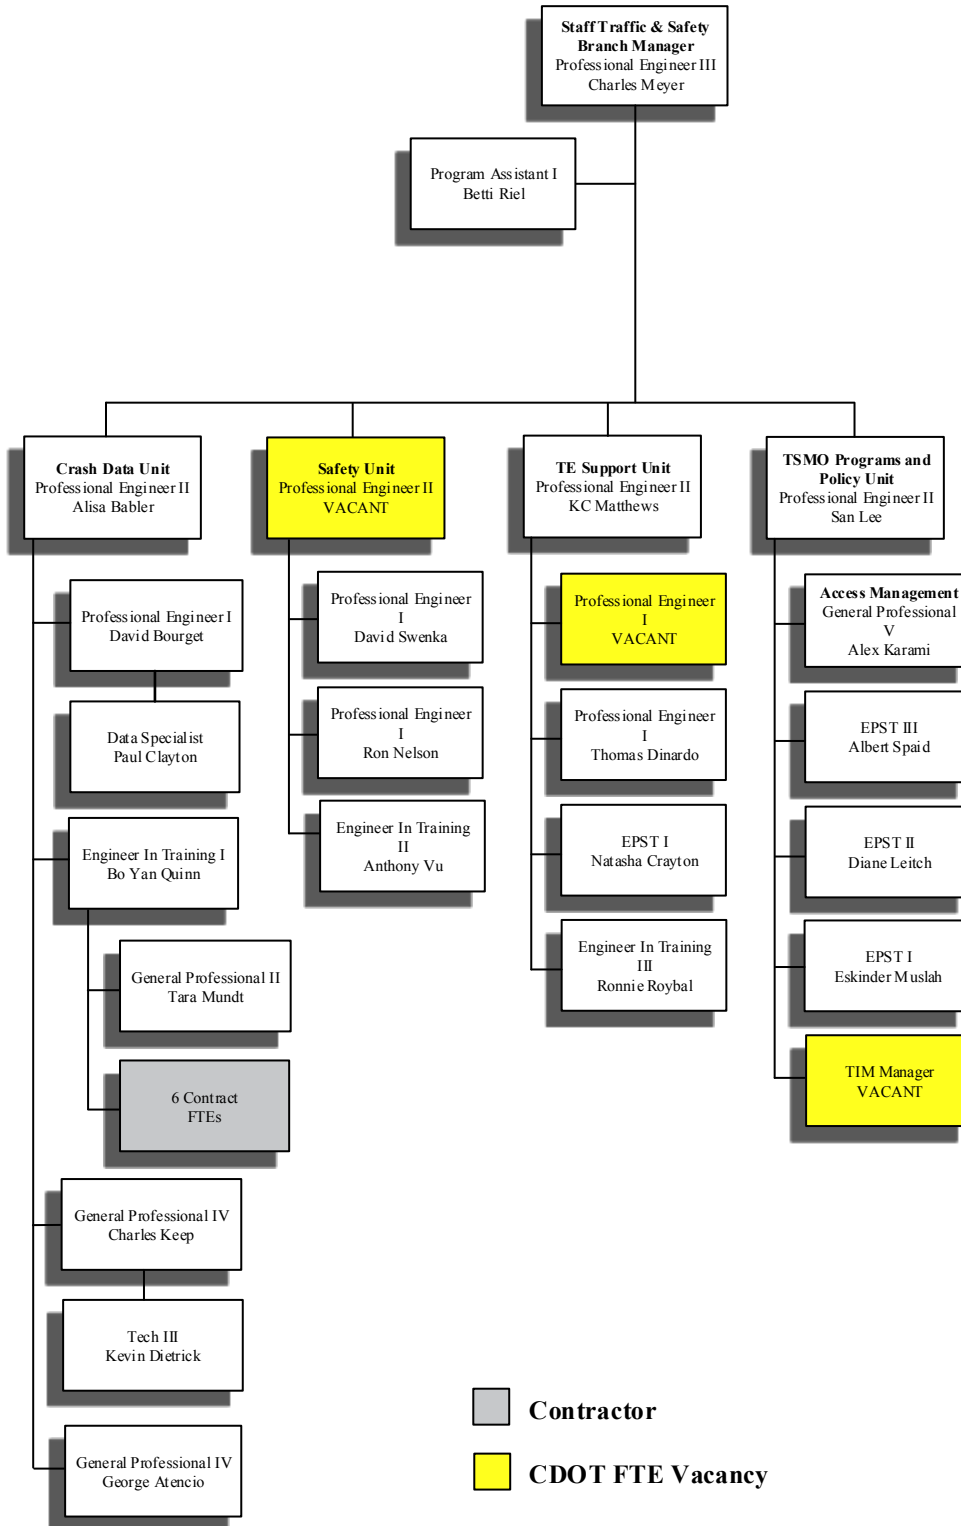 Staff Traffic & Safety
Branch Manager
Professional Engineer III
Charles Meyer
Program Assistant I
Betti Riel
Crash Data Unit
Professional Engineer II
Alisa Babler
Professional Engineer I
David Bourget
Data Specialist
Paul Clayton
Engineer In Training I
Bo Yan Quinn
General Professional II
Tara Mundt
6 Contract
FTEs
General Professional IV
Charles Keep
Tech III
Kevin Dietrick
General Professional IV
George Atencio
Safety Unit
Professional Engineer II
VACANT
Professional Engineer
I
David Swenka
Professional Engineer
I
Ron Nelson
Engineer In Training
II
Anthony Vu
TE Support Unit
Professional Engineer II
KC Matthews
Professional Engineer
I
VACANT
Professional Engineer
I
Thomas Dinardo
EPST I
Natasha Crayton
Engineer In Training
III
Ronnie Roybal
TSMO Programs and
Policy Unit
Professional Engineer II
San Lee
Access Management
General Professional
V
Alex Karami
EPST III
Albert Spaid
EPST II
Diane Leitch
EPST I
Eskinder Muslah
TIM Manager
VACANT
Contractor
CDOT FTE Vacancy